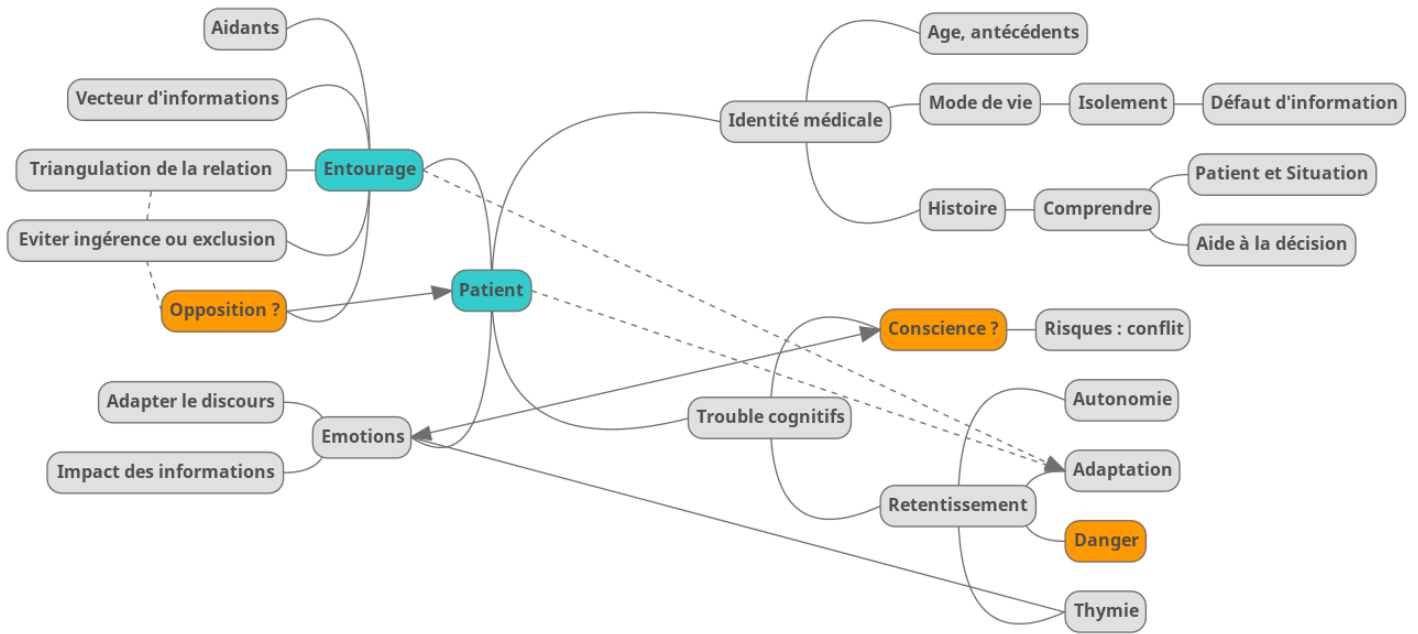 Aidants
Vecteur d'informations
Triangulation de la relation
Eviter ingérence ou exclusion
Opposition ?
Entourage
Patient
Adapter le discours
Impact des informations
Emotions
Identité médicale
Age, antécédents
Mode de vie
Isolement
Défaut d'information
Histoire
Comprendre
Patient et Situation
Aide à la décision
Trouble cognitifs
Conscience ?
Risques : conflit
Retentissement
Autonomie
Adaptation
Danger
Thymie